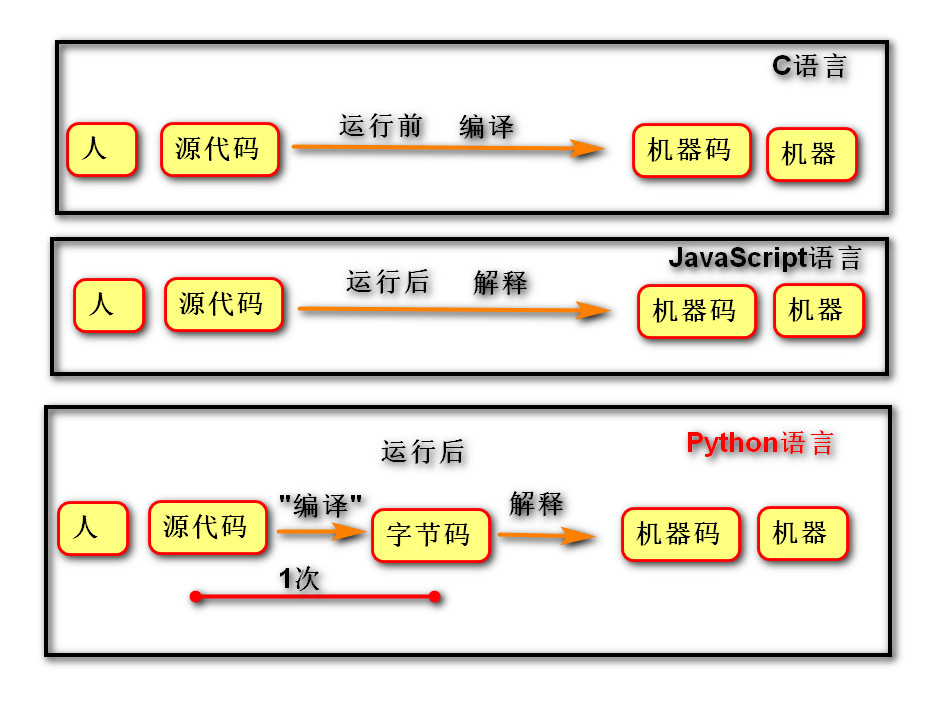 C语言
运行前 编译
人 源代码 机器码 机器
JavaScript语言
运行后 解释
人 源代码 机器码 机器
Python语言
运行后
"编译" 解释
人 源代码 字节码 机器码 机器
1次